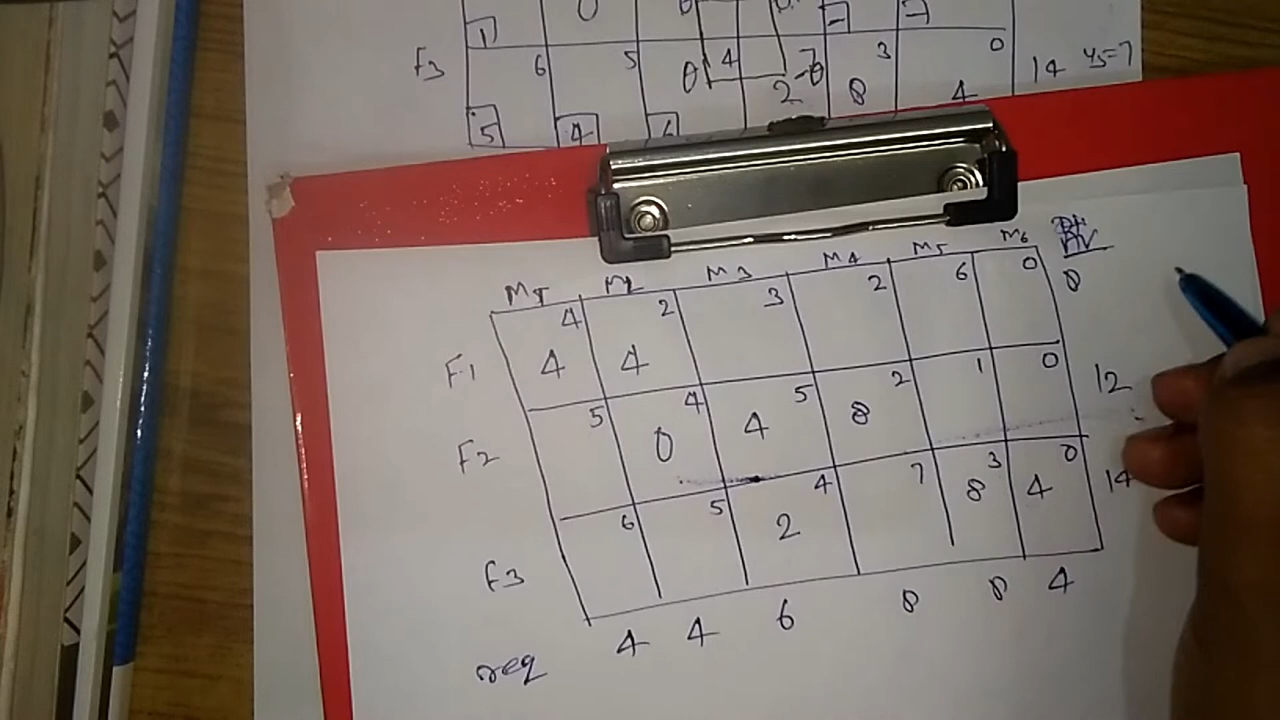 1 0 0
F3 6 5 0 4 7 3 0 14 y3=7
2 -θ 8 4
5 4 6
M1 M2 M3 M4 M5 M6 AV
4 2 3 2 6 0 8
F1 4 4
5 4 5 2 1 0 12
F2 0 4 8
6 5 4 7 3 0 14
F3 2 8 4
req 4 4 6 8 8 4